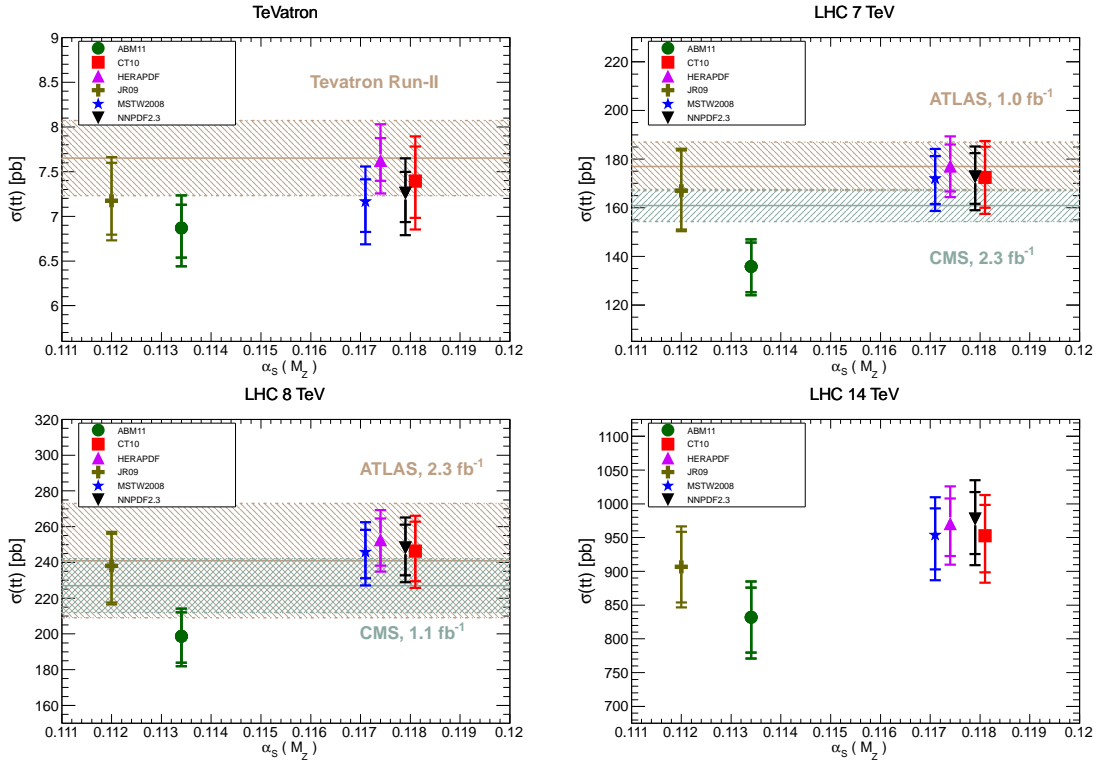 TeVatron
σ(tt) [pb]
9
8.5
8
7.5
7
6.5
6
ABM11
CT10
HERAPDF
JR09
MSTW2008
NNPDF2.3
Tevatron Run-II
0.111 0.112 0.113 0.114 0.115 0.116 0.117 0.118 0.119 0.12
α_S ( M_Z )
LHC 7 TeV
σ(tt) [pb]
220
200
180
160
140
120
ABM11
CT10
HERAPDF
JR09
MSTW2008
NNPDF2.3
ATLAS, 1.0 fb⁻¹
CMS, 2.3 fb⁻¹
0.111 0.112 0.113 0.114 0.115 0.116 0.117 0.118 0.119 0.12
α_S ( M_Z )
LHC 8 TeV
σ(tt) [pb]
320
300
280
260
240
220
200
180
160
150
ABM11
CT10
HERAPDF
JR09
MSTW2008
NNPDF2.3
ATLAS, 2.3 fb⁻¹
CMS, 1.1 fb⁻¹
0.111 0.112 0.113 0.114 0.115 0.116 0.117 0.118 0.119 0.12
α_S ( M_Z )
LHC 14 TeV
σ(tt) [pb]
1100
1050
1000
950
900
850
800
750
700
ABM11
CT10
HERAPDF
JR09
MSTW2008
NNPDF2.3
0.111 0.112 0.113 0.114 0.115 0.116 0.117 0.118 0.119 0.12
α_S ( M_Z )